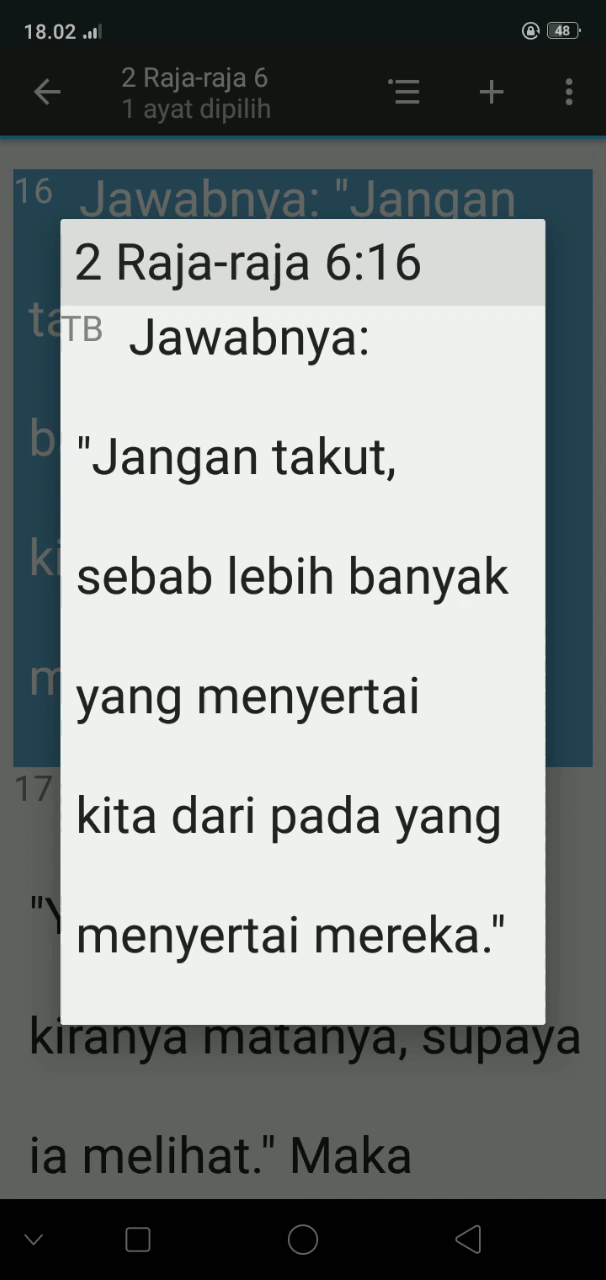 18.02
48
2 Raja-raja 6
1 ayat dipilih
16 Jawabnya: "Jangan
2 Raja-raja 6:16
TB Jawabnya:
"Jangan takut,
sebab lebih banyak
yang menyertai
kita dari pada yang
menyertai mereka."
17
kiranya matanya, supaya
ia melihat." Maka